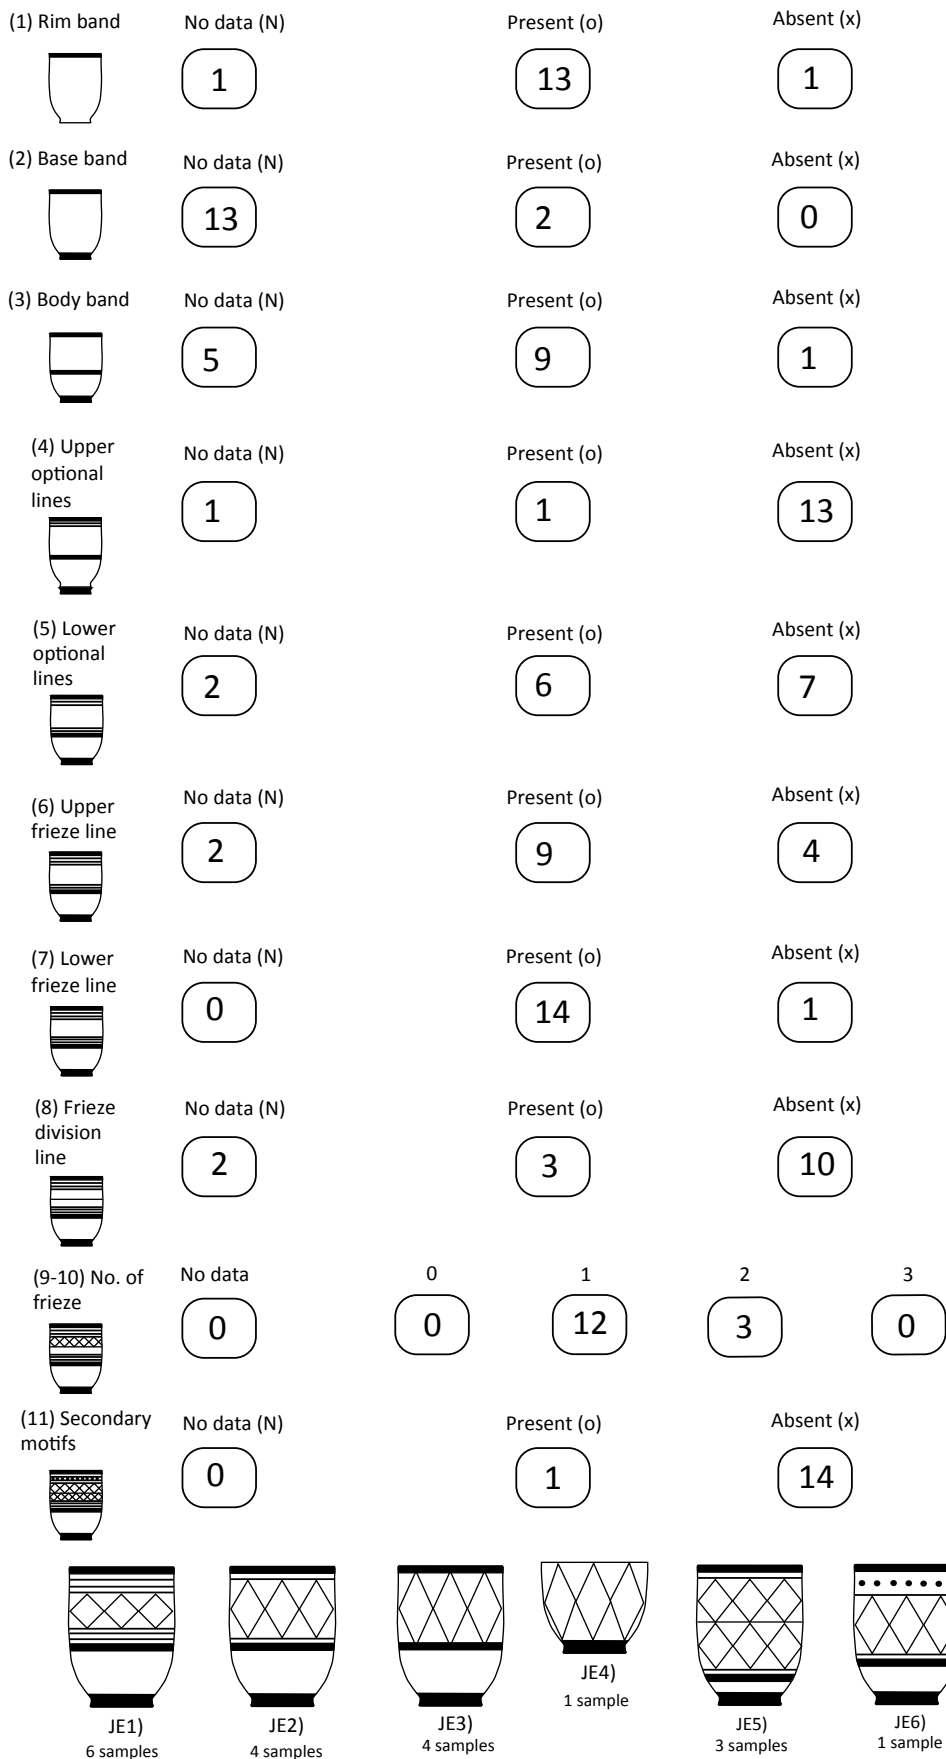 (1) Rim band
No data (N) Present (o) Absent (x)
1 13 1
(2) Base band
No data (N) Present (o) Absent (x)
13 2 0
(3) Body band
No data (N) Present (o) Absent (x)
5 9 1
(4) Upper
optional
lines
No data (N) Present (o) Absent (x)
1 1 13
(5) Lower
optional
lines
No data (N) Present (o) Absent (x)
2 6 7
(6) Upper
frieze line
No data (N) Present (o) Absent (x)
2 9 4
(7) Lower
frieze line
No data (N) Present (o) Absent (x)
0 14 1
(8) Frieze
division
line
No data (N) Present (o) Absent (x)
2 3 10
(9-10) No. of
frieze
No data 0 1 2 3
0 0 12 3 0
(11) Secondary
motifs
No data (N) Present (o) Absent (x)
0 1 14
JE1)
6 samples
JE2)
4 samples
JE3)
4 samples
JE4)
1 sample
JE5)
3 samples
JE6)
1 sample